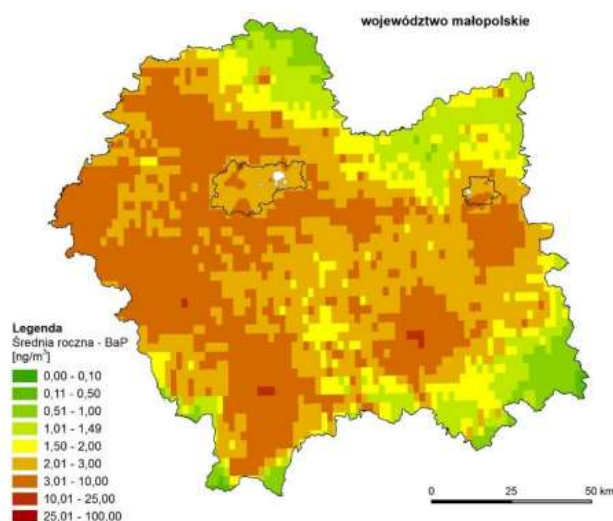 województwo małopolskie
Legenda
Średnia roczna - BaP
[ng/m³]
0,00 - 0,10
0,11 - 0,50
0,51 - 1,00
1,01 - 1,49
1,50 - 2,00
2,01 - 3,00
3,01 - 10,00
10,01 - 25,00
25,01 - 100,00
0 25 50 km